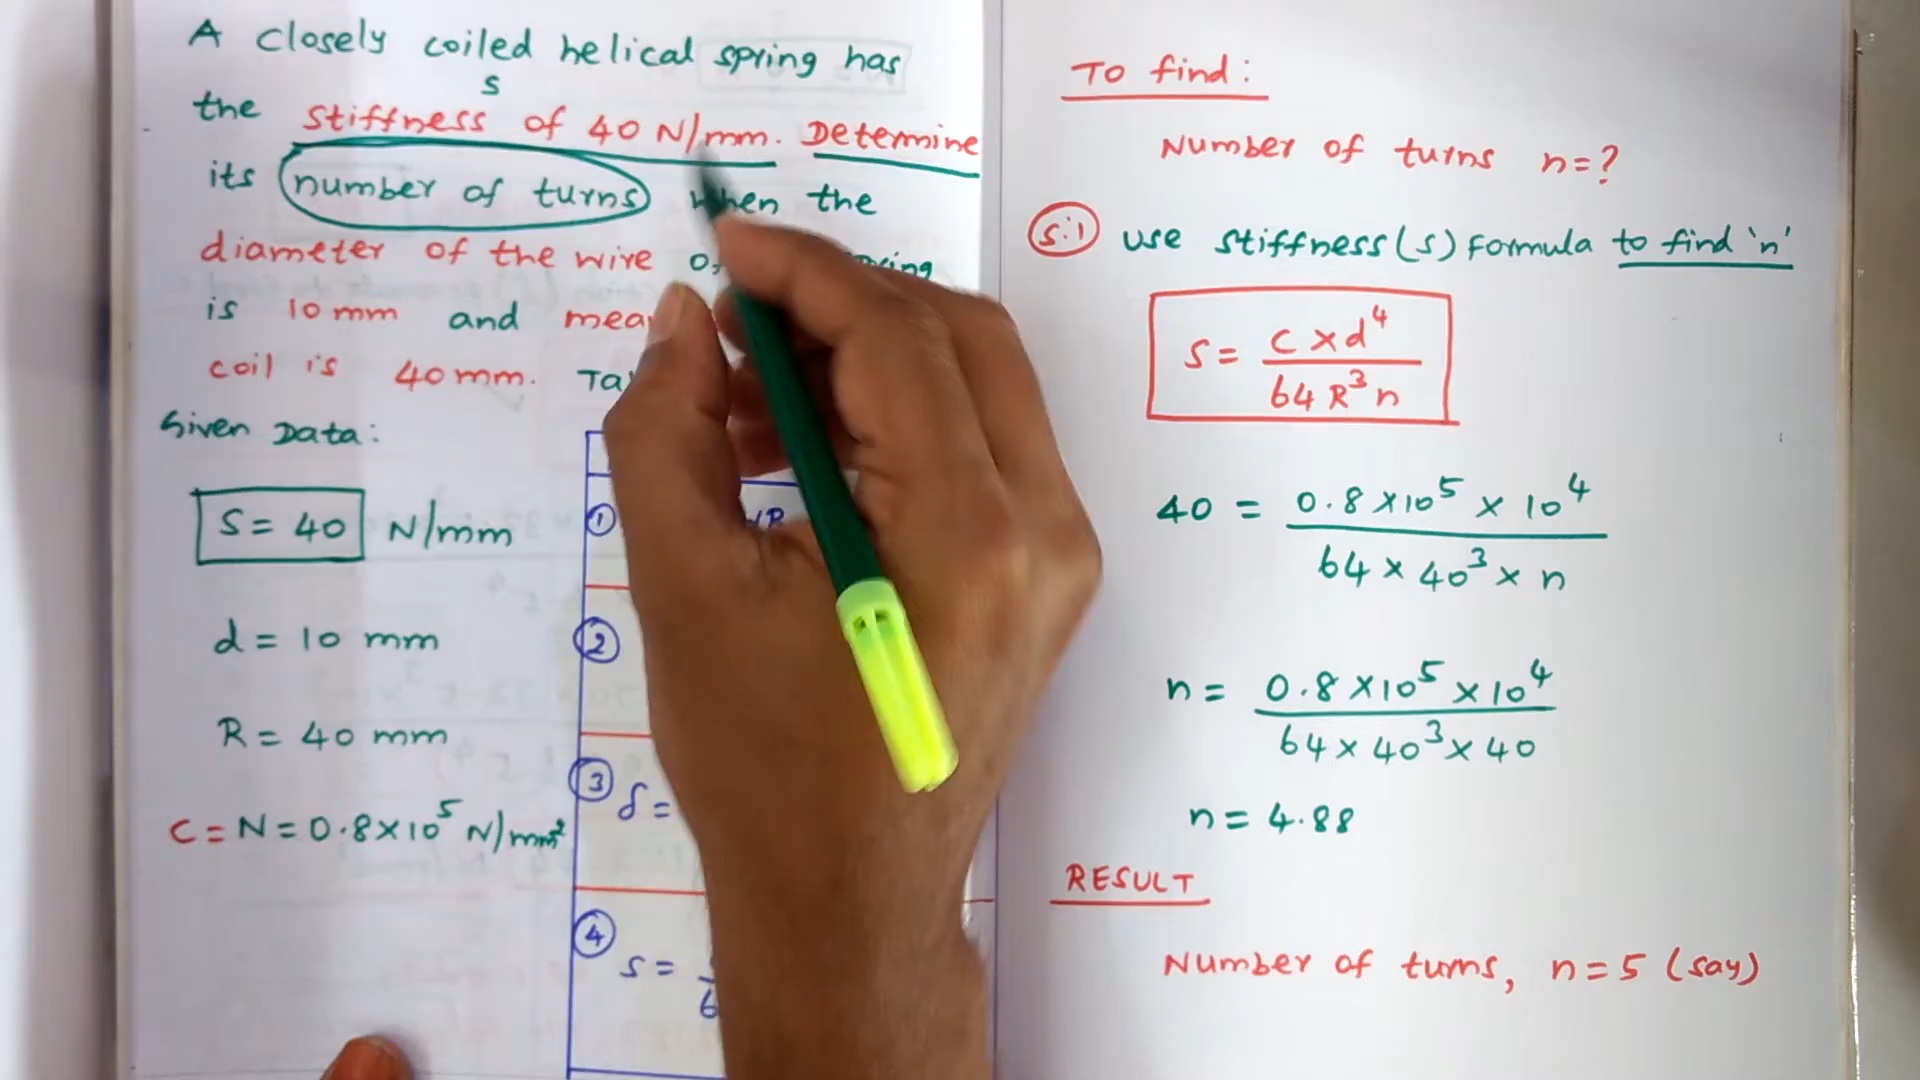 A closely coiled helical spring has
s
the stiffness of 40 N/mm. Determine
its number of turns when the
diameter of the wire
is 10 mm and
coil is 40mm.
Given Data:
S = 40 N/mm
d = 10 mm
R = 40 mm
C = N = 0.8×10⁵ N/mm²
①
②
③ δ =
④ s =
To find:
Number of turns n=?
S:1 use stiffness(s) formula to find 'n'
S = C × d⁴ / 64 R³ n
40 = 0.8 ×10⁵ × 10⁴ / 64 × 40³ × n
n = 0.8 ×10⁵ ×10⁴ / 64 × 40³ × 40
n = 4.88
RESULT
Number of turns, n=5 (say)